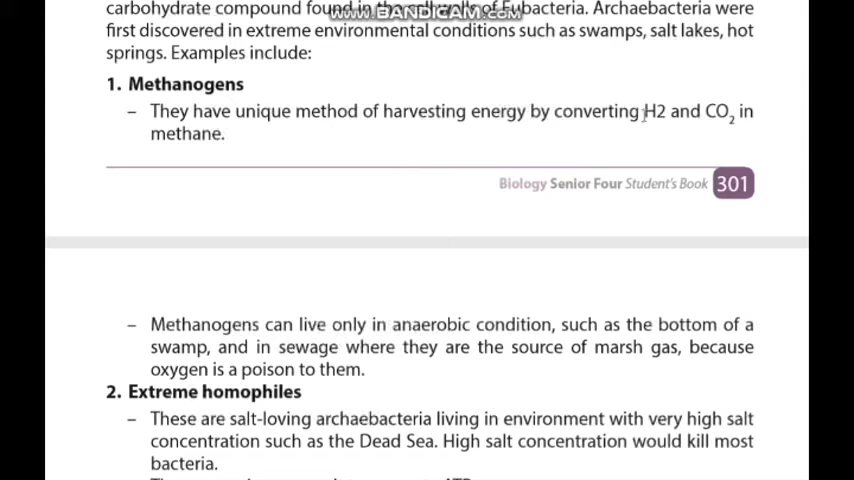 carbohydrate compound found in the cell walls of Eubacteria. Archaebacteria were
www.BANDICAM.com
first discovered in extreme environmental conditions such as swamps, salt lakes, hot
springs. Examples include:
1. Methanogens
– They have unique method of harvesting energy by converting H2 and CO₂ in
methane.
Biology Senior Four Student's Book 301
– Methanogens can live only in anaerobic condition, such as the bottom of a
swamp, and in sewage where they are the source of marsh gas, because
oxygen is a poison to them.
2. Extreme homophiles
– These are salt-loving archaebacteria living in environment with very high salt
concentration such as the Dead Sea. High salt concentration would kill most
bacteria.